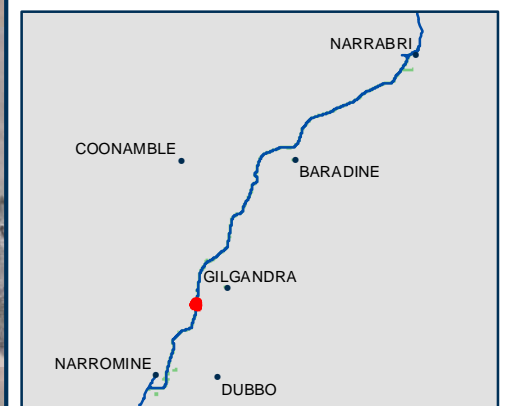 NARRABRI
COONAMBLE
BARADINE
GILGANDRA
NARROMINE
DUBBO